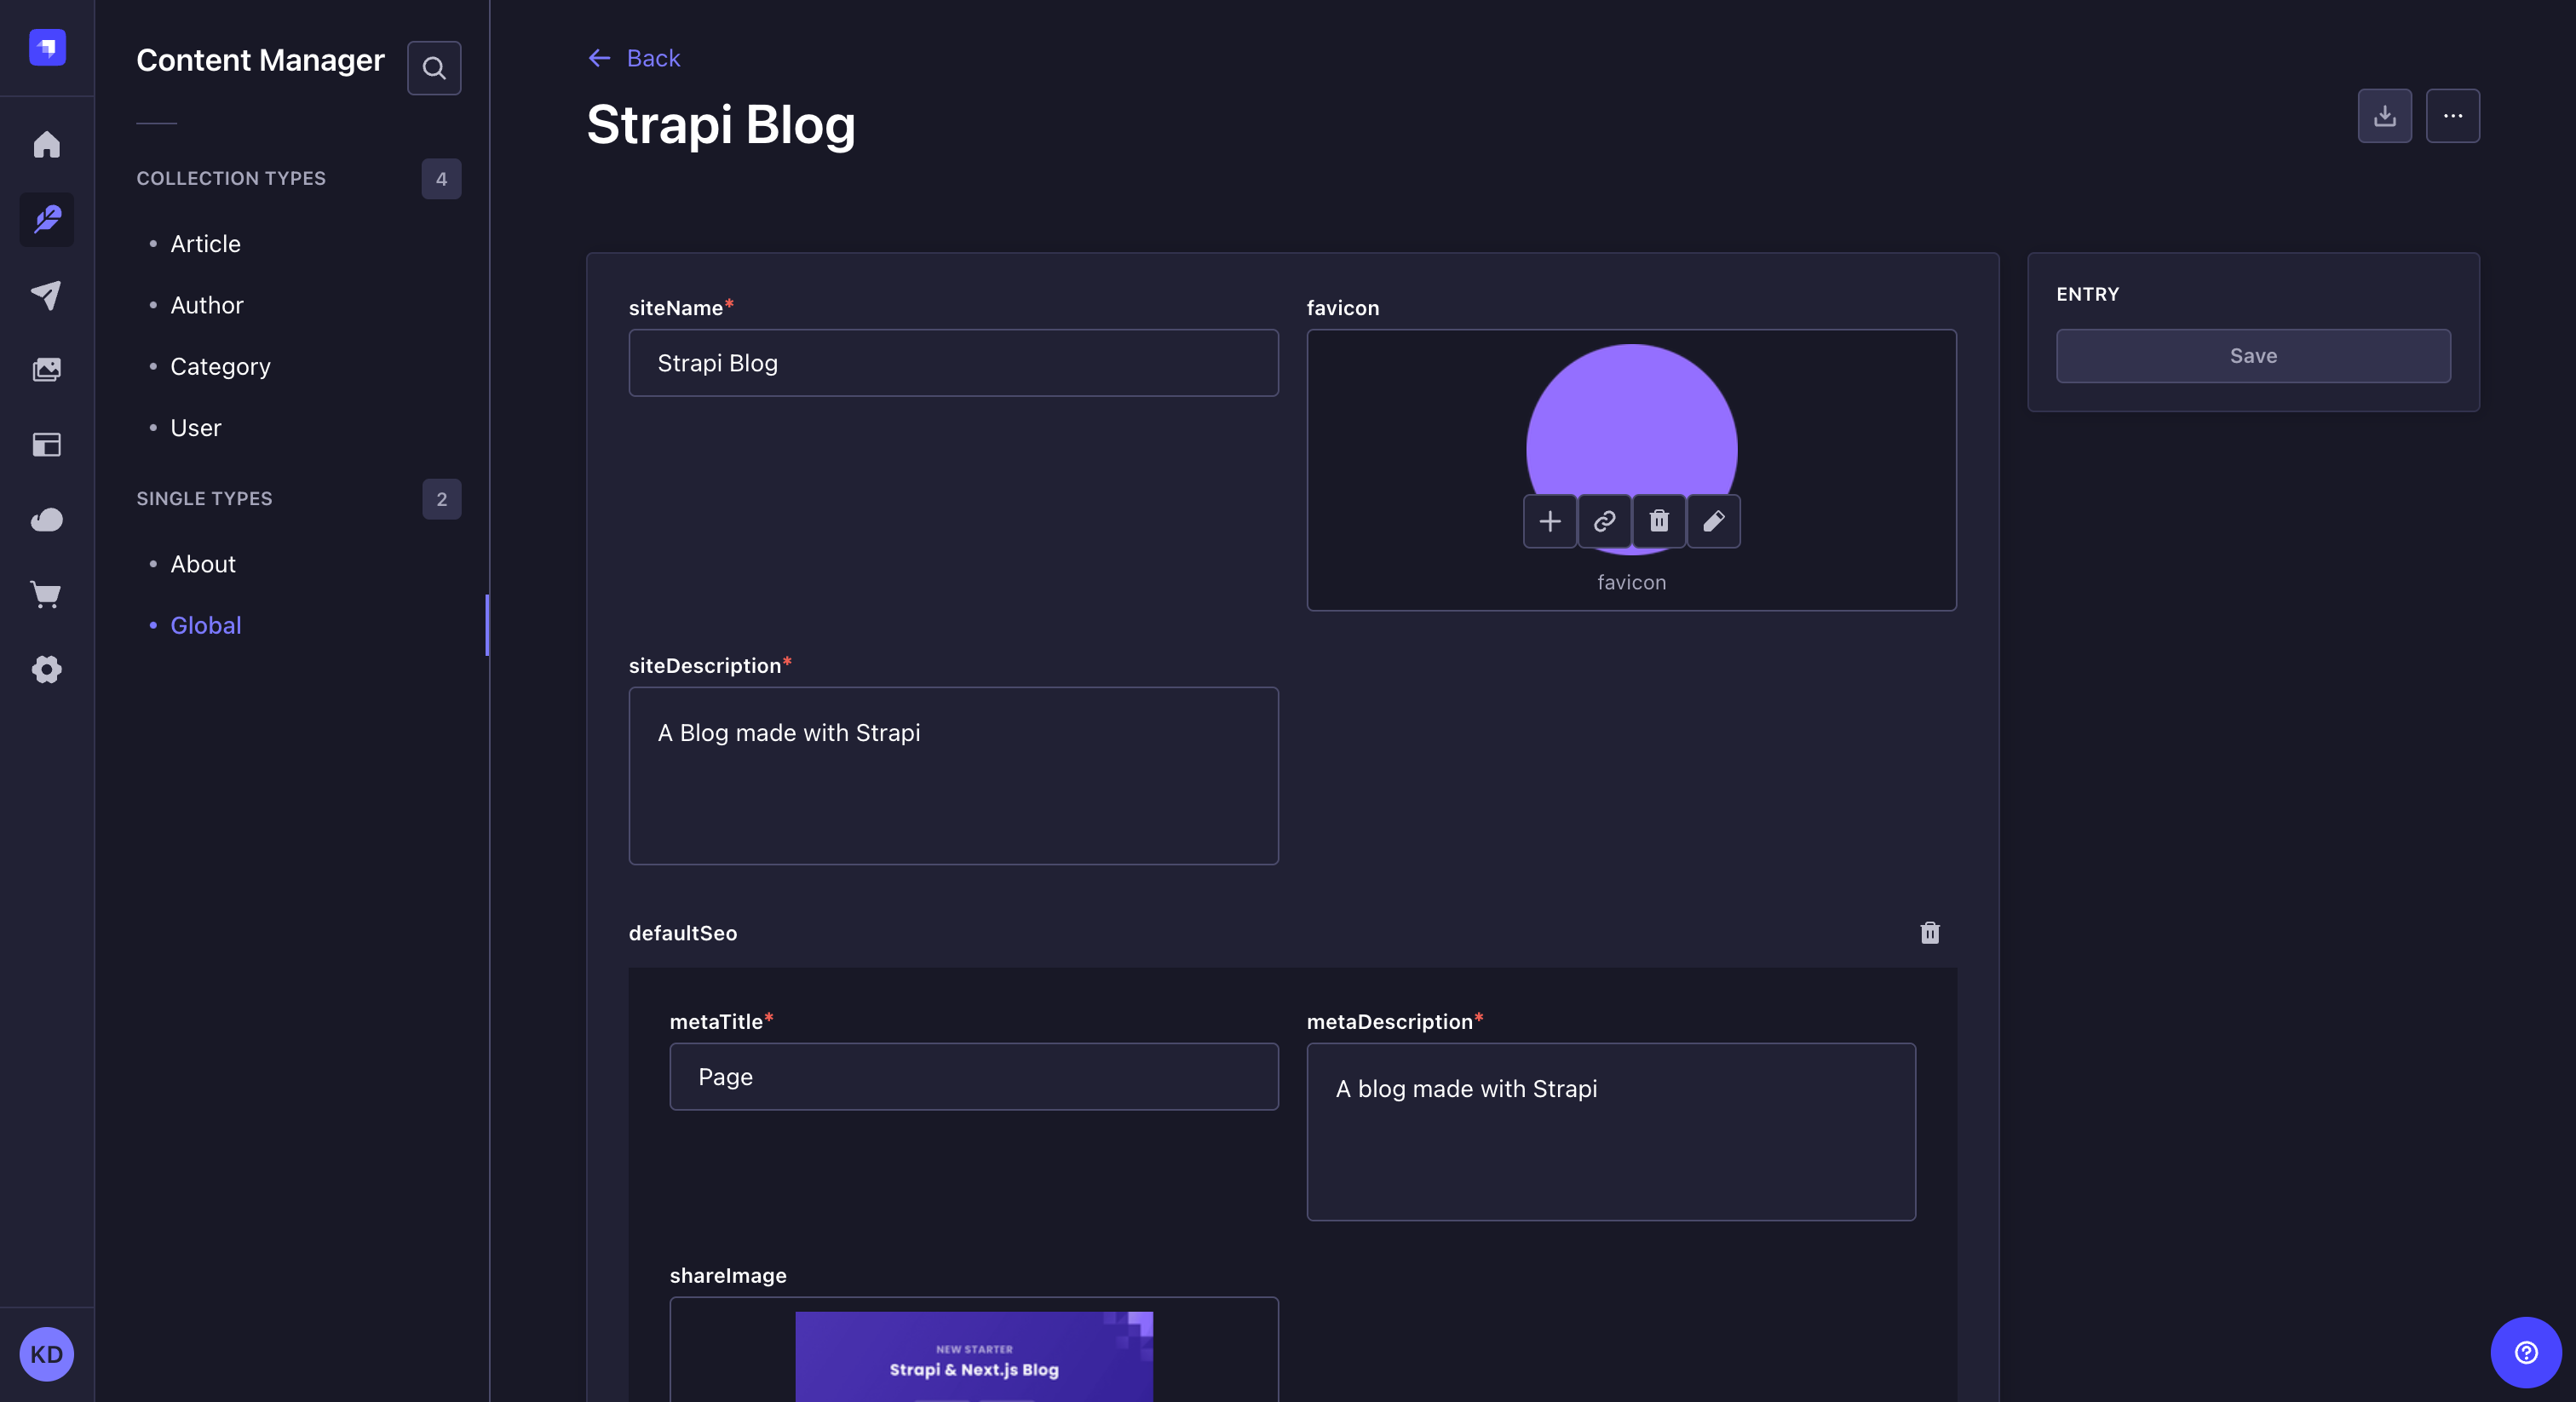 Content Manager
COLLECTION TYPES
4
Article
Author
Category
User
SINGLE TYPES
2
About
Global
KD
Back
Strapi Blog
siteName*
Strapi Blog
favicon
favicon
siteDescription*
A Blog made with Strapi
defaultSeo
metaTitle*
Page
metaDescription*
A blog made with Strapi
shareImage
NEW STARTER
Strapi & Next.js Blog
ENTRY
Save